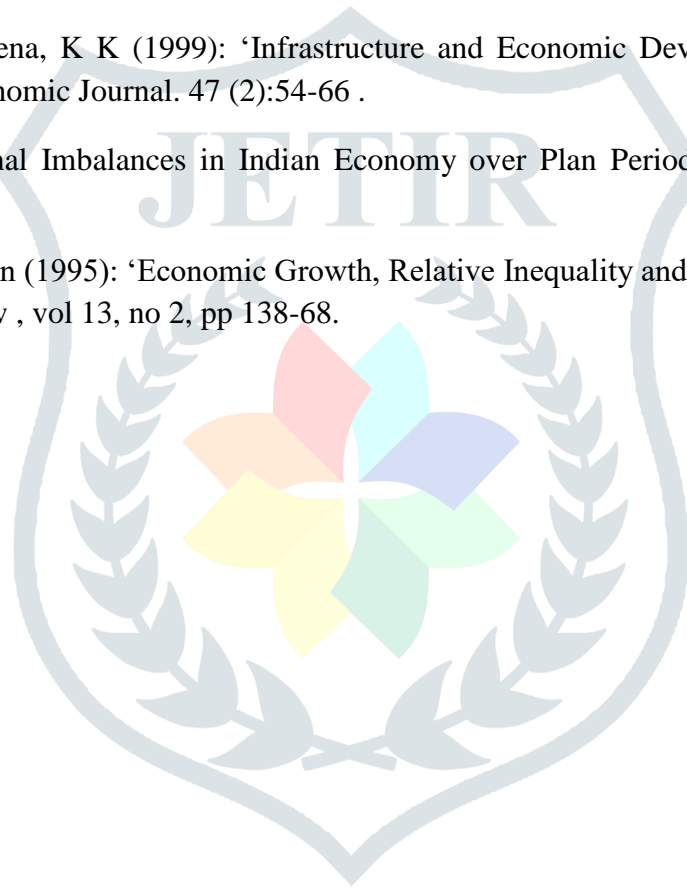 ena, K K (1999): ‘Infrastructure and Economic Dev
nomic Journal. 47 (2):54-66 .
nal Imbalances in Indian Economy over Plan Period
JETIR
n (1995): ‘Economic Growth, Relative Inequality and
y , vol 13, no 2, pp 138-68.